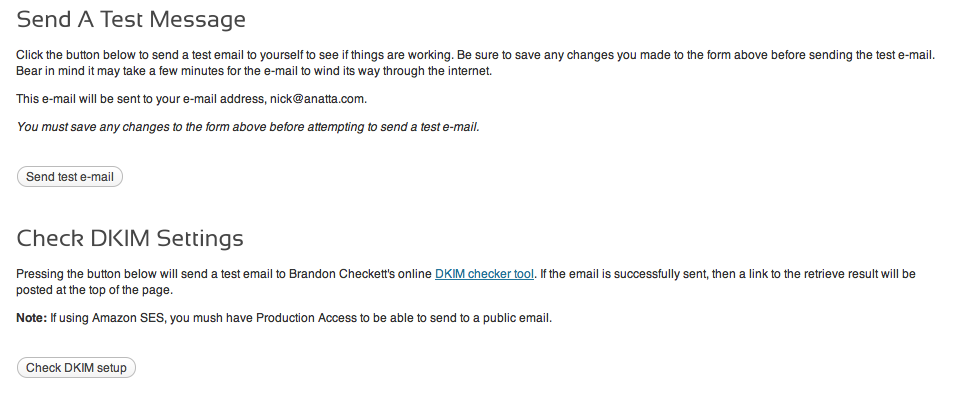 Send A Test Message
Click the button below to send a test email to yourself to see if things are working. Be sure to save any changes you made to the form above before sending the test e-mail.
Bear in mind it may take a few minutes for the e-mail to wind its way through the internet.
This e-mail will be sent to your e-mail address, nick@anatta.com.
You must save any changes to the form above before attempting to send a test e-mail.
Send test e-mail
Check DKIM Settings
Pressing the button below will send a test email to Brandon Checkett's online DKIM checker tool. If the email is successfully sent, then a link to the retrieve result will be
posted at the top of the page.
Note: If using Amazon SES, you mush have Production Access to be able to send to a public email.
Check DKIM setup